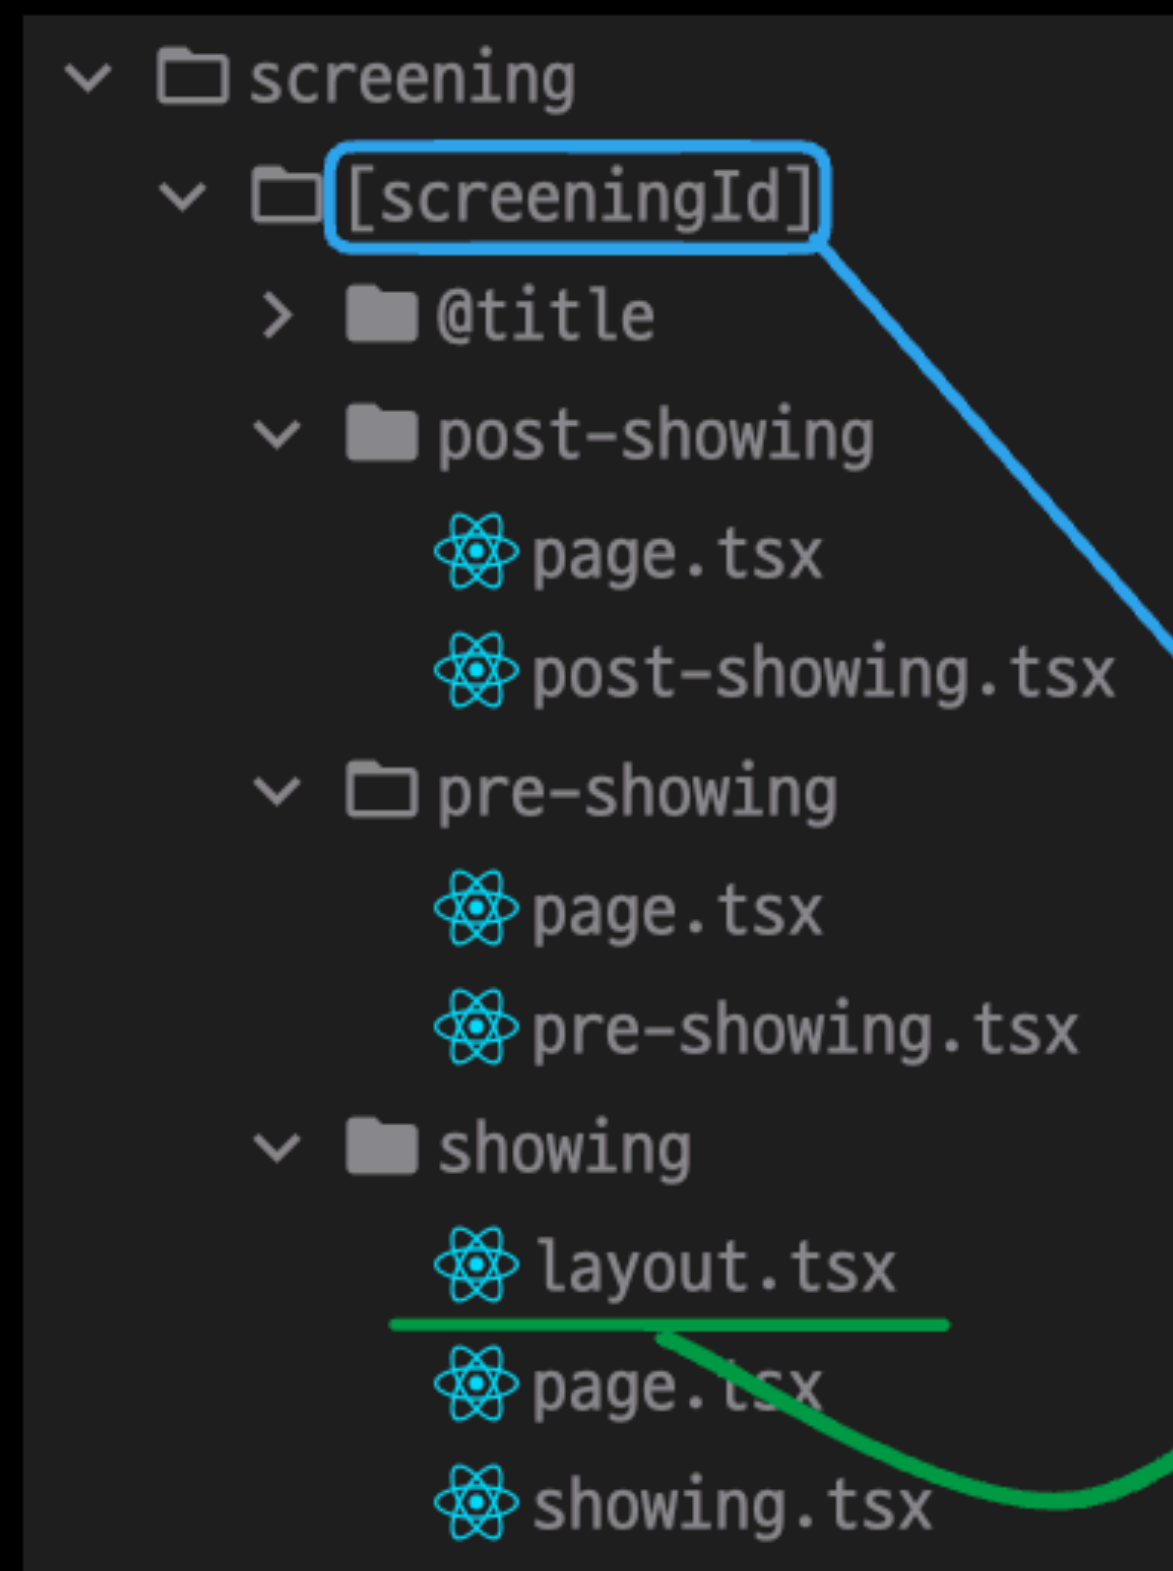 screening
[screeningId]
@title
post-showing
page.tsx
post-showing.tsx
pre-showing
page.tsx
pre-showing.tsx
showing
layout.tsx
page.tsx
showing.tsx